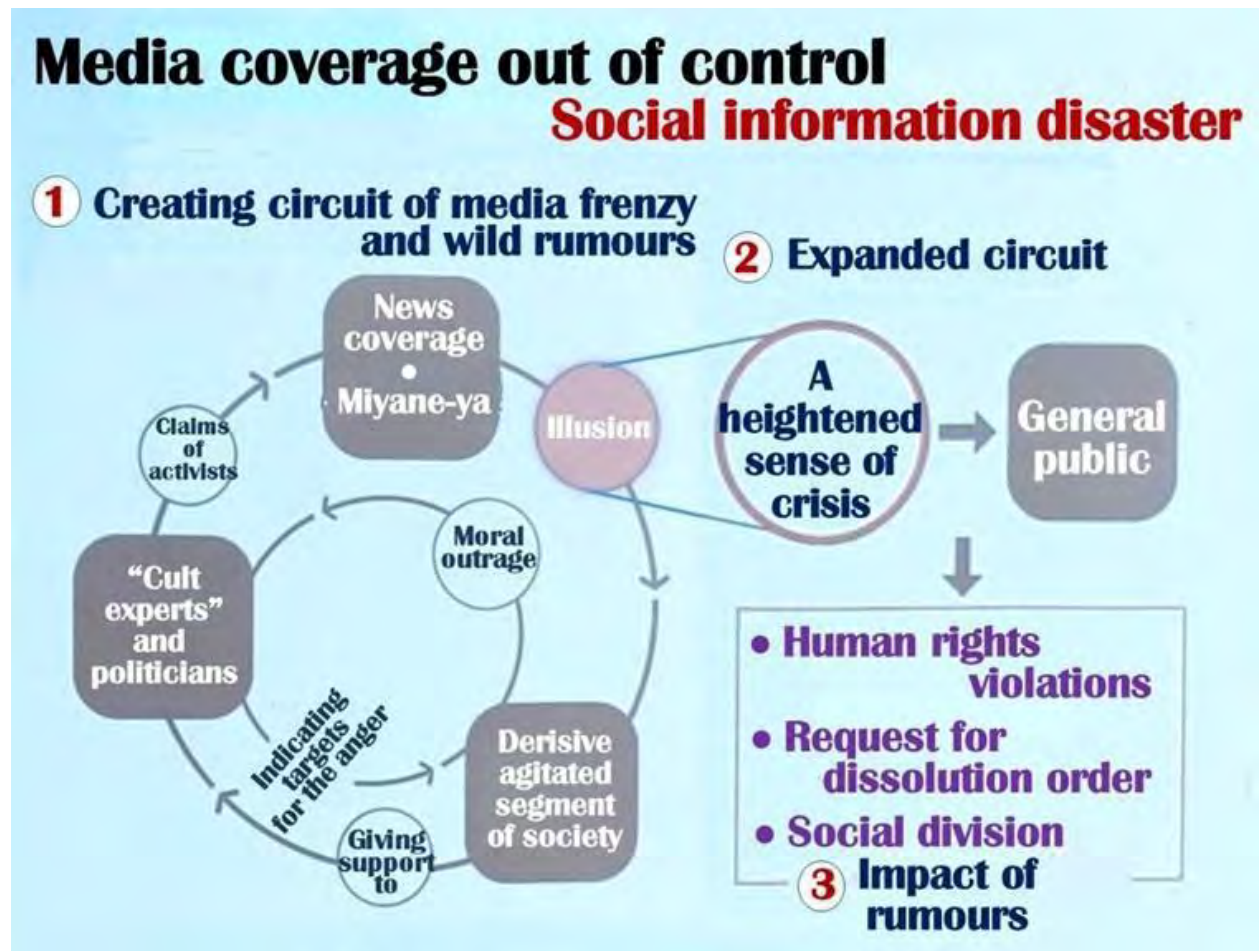 Media coverage out of control
Social information disaster
1 Creating circuit of media frenzy
and wild rumours
2 Expanded circuit
News
coverage
•
Miyane-ya
Illusion
A
heightened
sense of
crisis
General
public
Claims
of
activists
Moral
outrage
“Cult
experts”
and
politicians
Indicating
targets
for the anger
Derisive
agitated
segment
of society
Giving
support
to
• Human rights
violations
• Request for
dissolution order
• Social division
3 Impact of
rumours